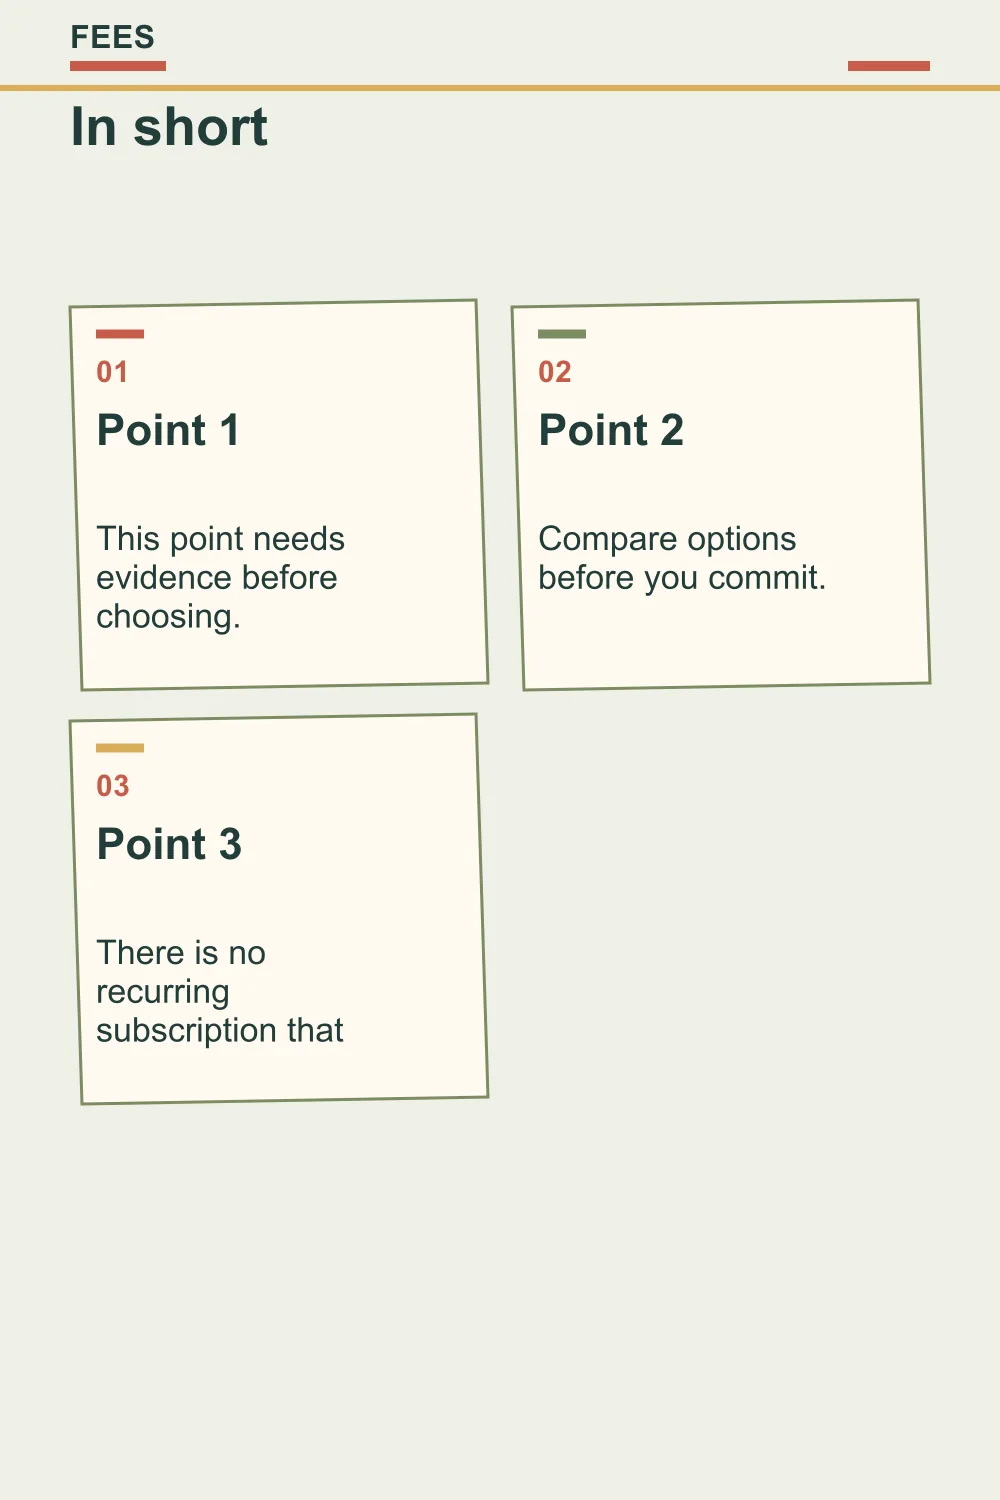 FEES
In short
01
Point 1
This point needs
evidence before
choosing.
02
Point 2
Compare options
before you commit.
03
Point 3
There is no
recurring
subscription that